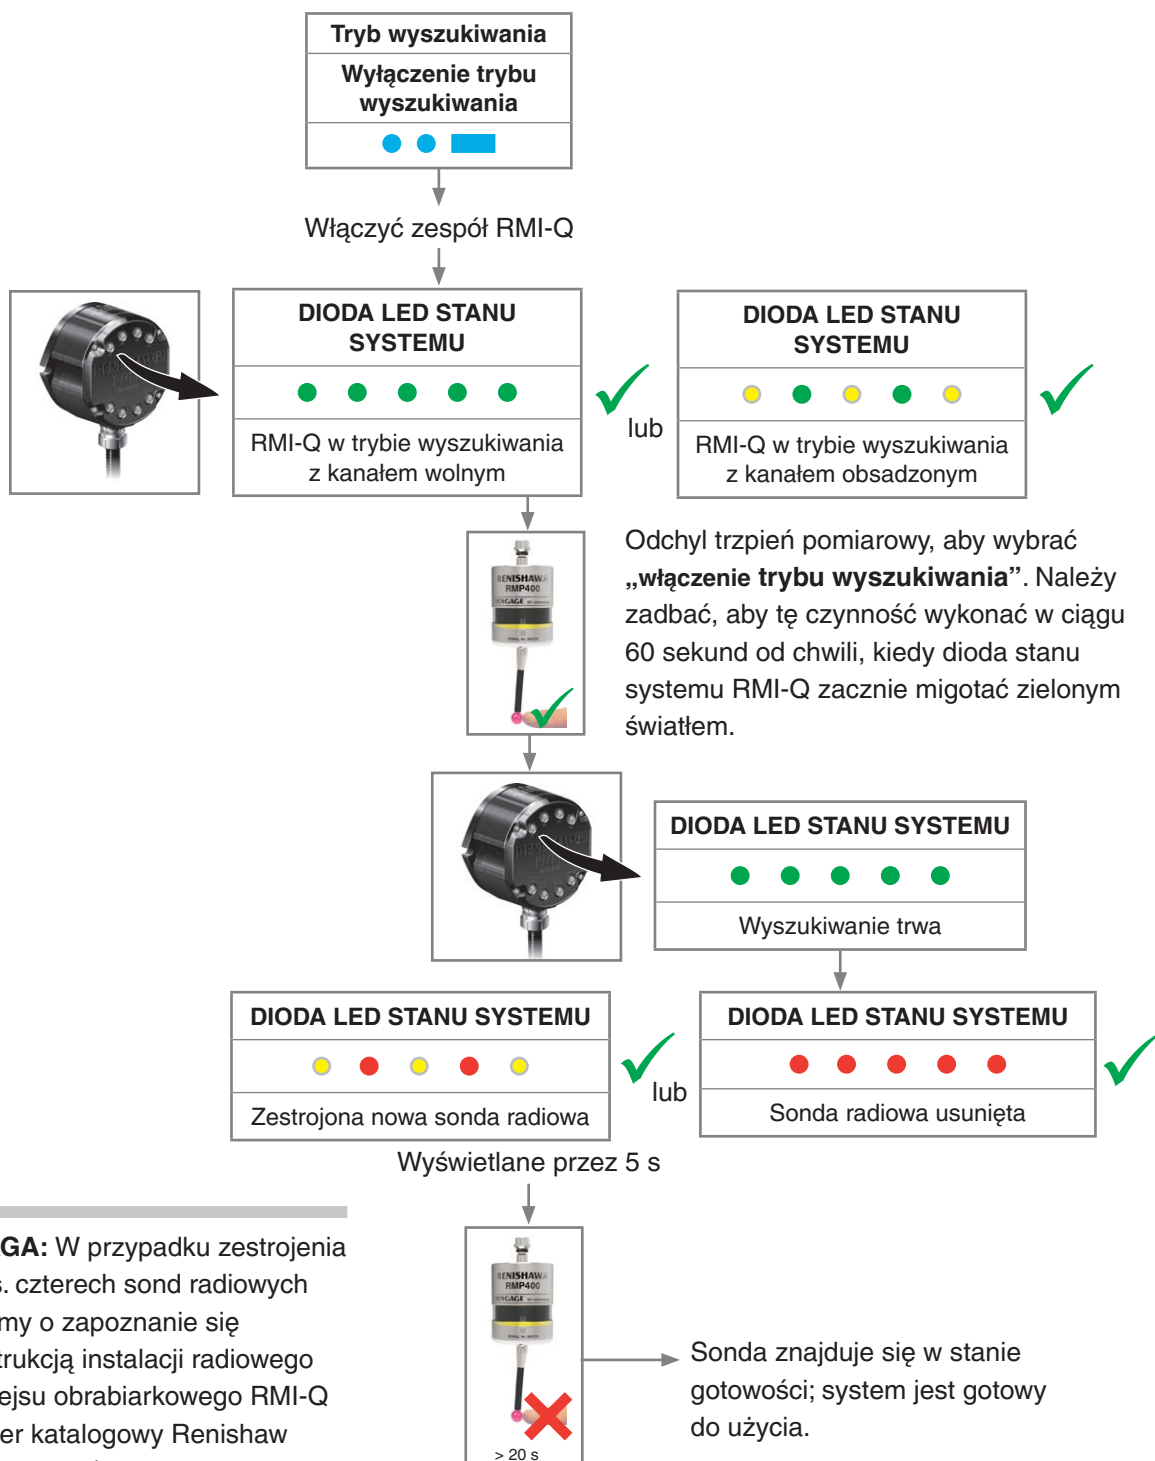 Tryb wyszukiwania
Wyłączenie trybu
wyszukiwania
Włączyć zespół RMI-Q
DIODA LED STANU
SYSTEMU
RMI-Q w trybie wyszukiwania
z kanałem wolnym
lub
DIODA LED STANU
SYSTEMU
RMI-Q w trybie wyszukiwania
z kanałem obsadzonym
RENISHAW
RMP400
ENGAGE
Odchyl trzpień pomiarowy, aby wybrać
„włączenie trybu wyszukiwania”. Należy
zadbać, aby tę czynność wykonać w ciągu
60 sekund od chwili, kiedy dioda stanu
systemu RMI-Q zacznie migotać zielonym
światłem.
DIODA LED STANU SYSTEMU
Wyszukiwanie trwa
DIODA LED STANU SYSTEMU
Zestrojona nowa sonda radiowa
lub
DIODA LED STANU SYSTEMU
Sonda radiowa usunięta
Wyświetlane przez 5 s
AGA: W przypadku zestrojenia
s. czterech sond radiowych
my o zapoznanie się
trukcją instalacji radiowego
ejsu obrabiarkowego RMI-Q
er katalogowy Renishaw
RENISHAW
RMP400
ENGAGE
> 20 s
Sonda znajduje się w stanie
gotowości; system jest gotowy
do użycia.